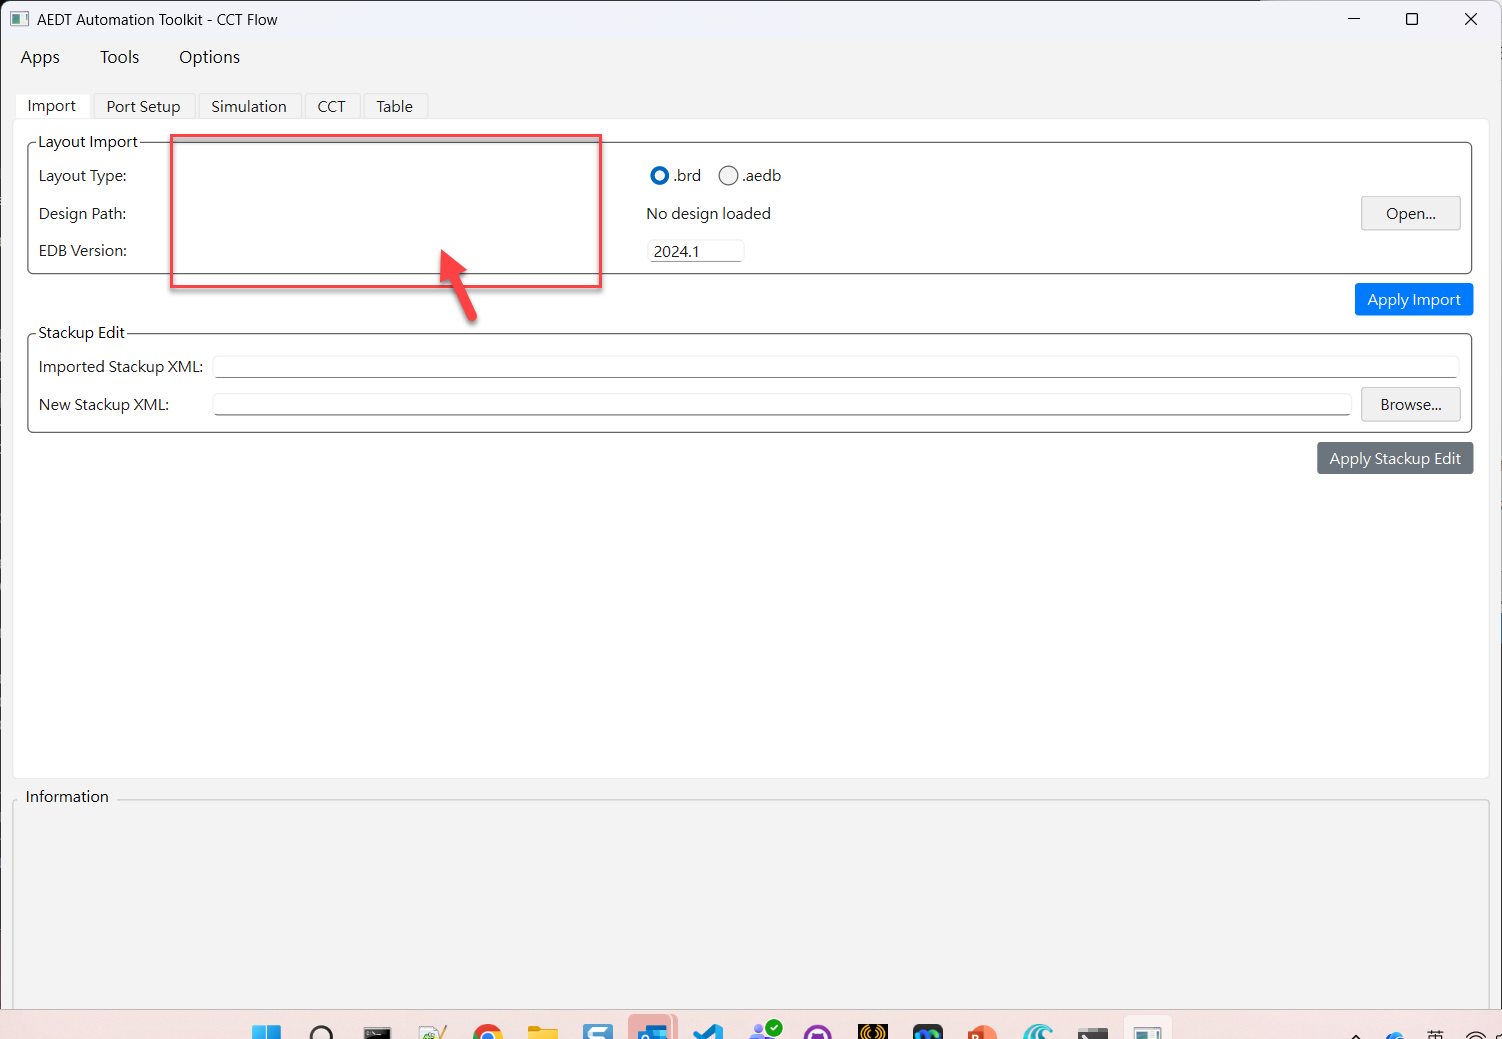 AEDT Automation Toolkit - CCT Flow
Apps Tools Options
Import Port Setup Simulation CCT Table
Layout Import
Layout Type: .brd .aedb
Design Path: No design loaded Open...
EDB Version: 2024.1
Apply Import
Stackup Edit
Imported Stackup XML:
New Stackup XML: Browse...
Apply Stackup Edit
Information
英